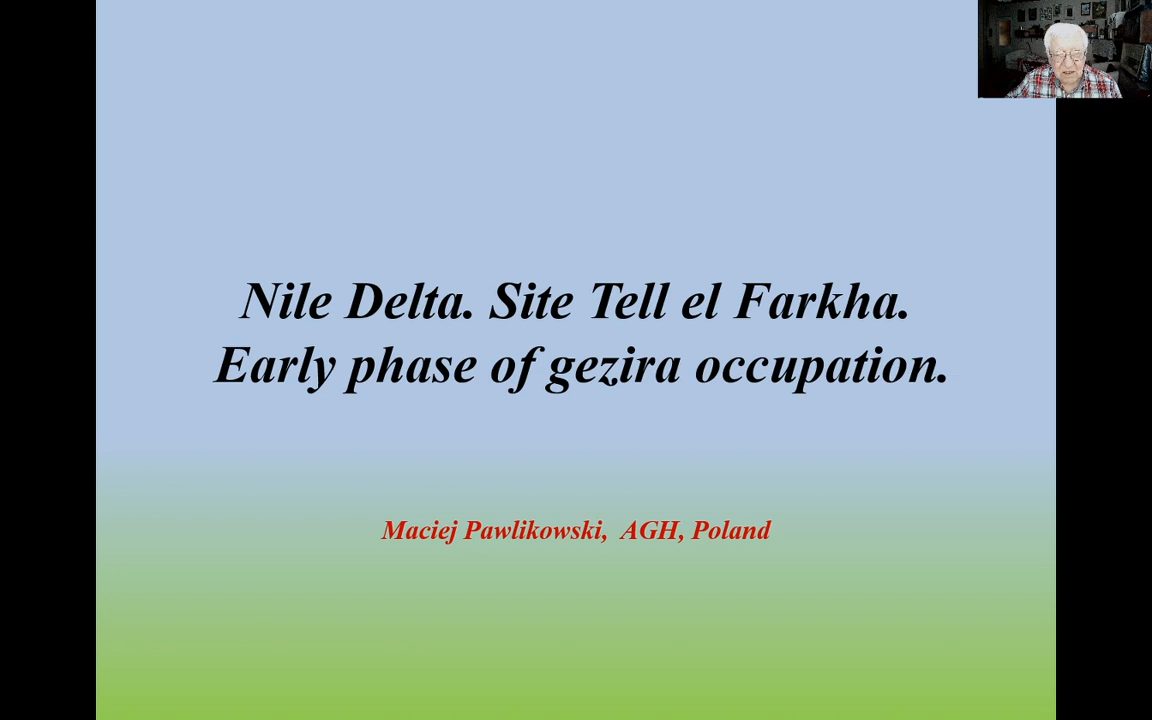 Nile Delta. Site Tell el Farkha.
Early phase of gezira occupation.
Maciej Pawlikowski, AGH, Poland